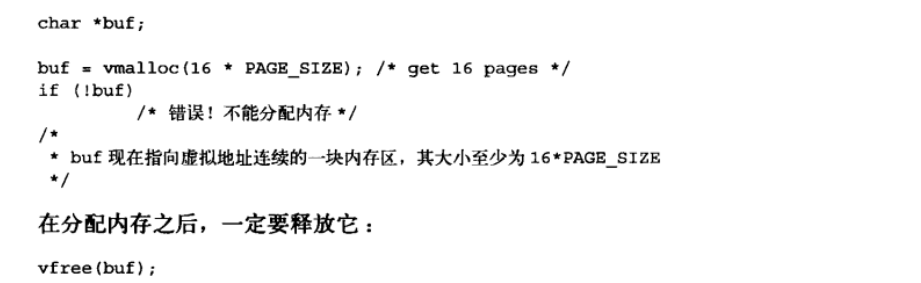 char *buf;
buf = vmalloc(16 * PAGE_SIZE); /* get 16 pages */
if (!buf)
/* 错误！不能分配内存 */
/*
* buf 现在指向虚拟地址连续的一块内存区，其大小至少为 16*PAGE_SIZE
*/
在分配内存之后，一定要释放它：
vfree(buf);